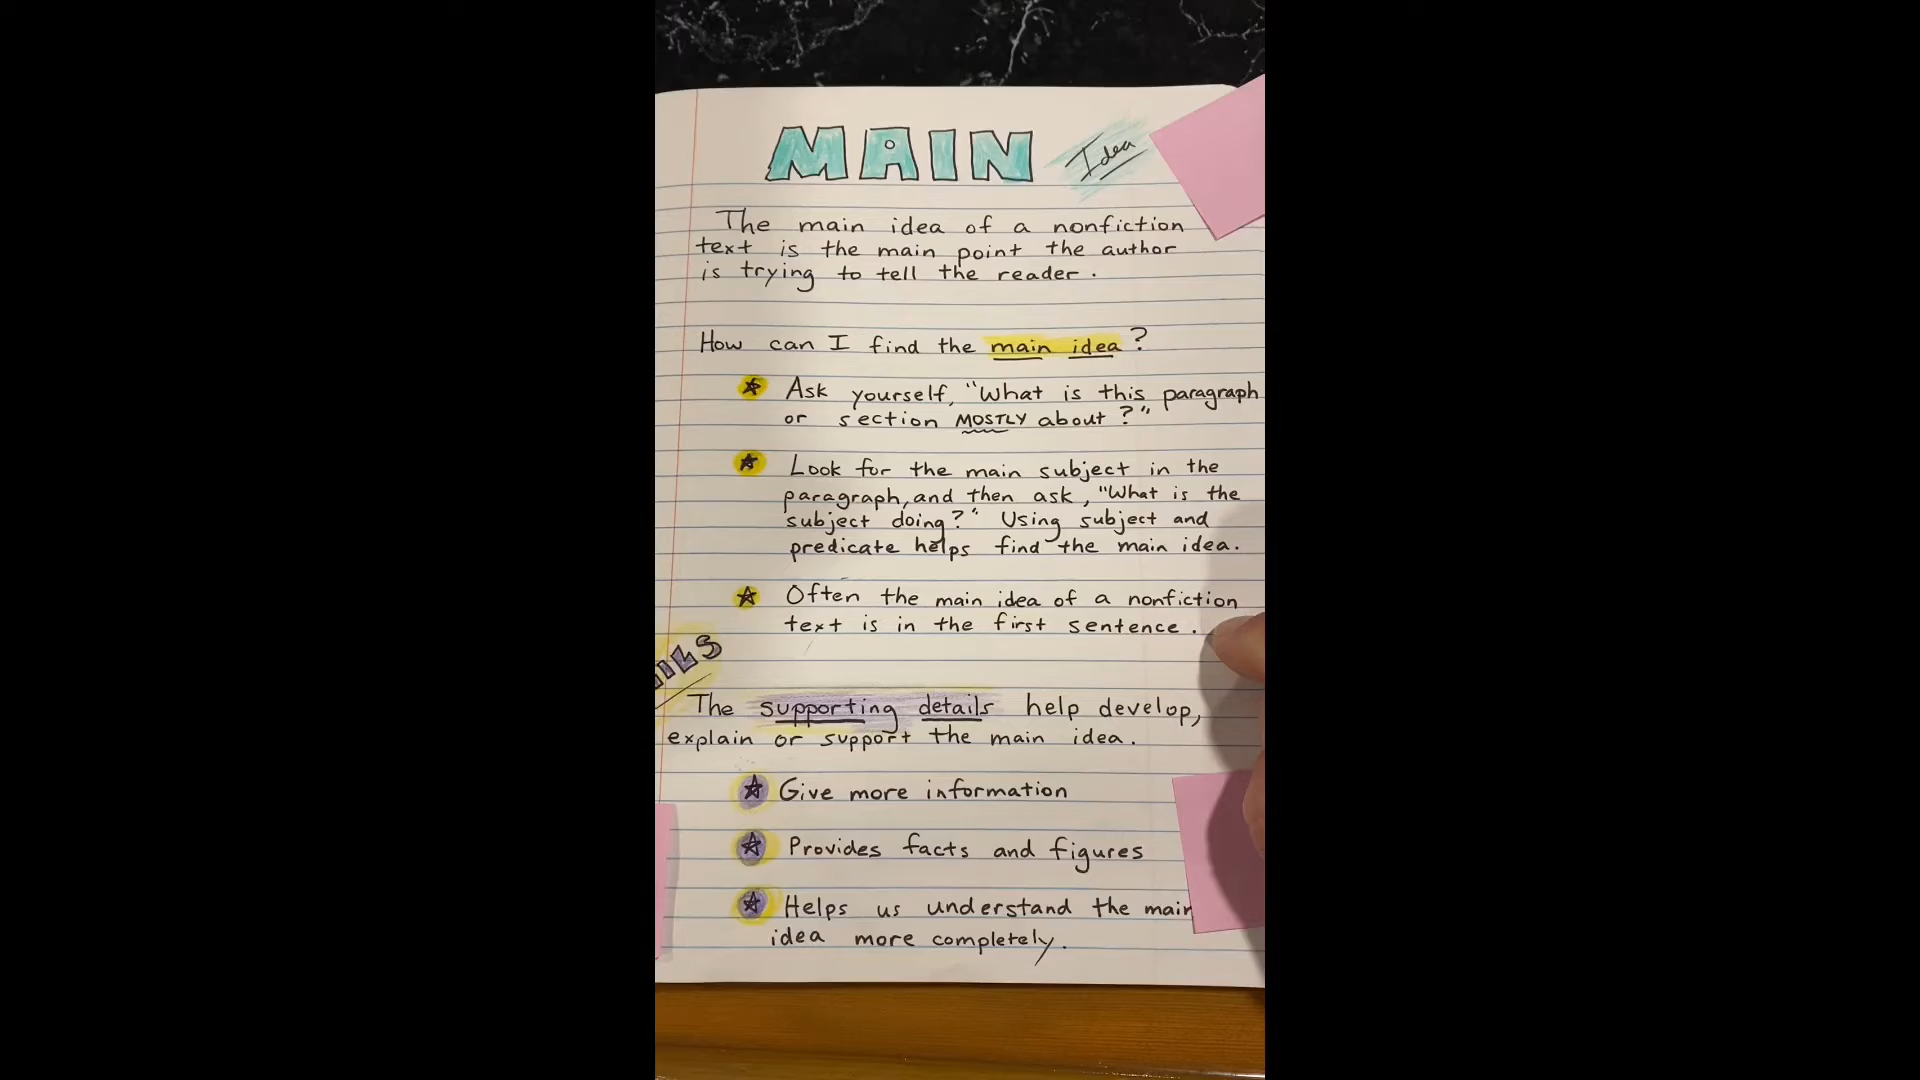 MAIN Idea
The main idea of a nonfiction
text is the main point the author
is trying to tell the reader.
How can I find the main idea?
Ask yourself, "What is this paragraph
or section MOSTLY about?"
Look for the main subject in the
paragraph, and then ask, "What is the
subject doing?" Using subject and
predicate helps find the main idea.
Often the main idea of a nonfiction
text is in the first sentence.
The supporting details help develop,
explain or support the main idea.
Give more information
Provides facts and figures
Helps us understand the main
idea more completely.